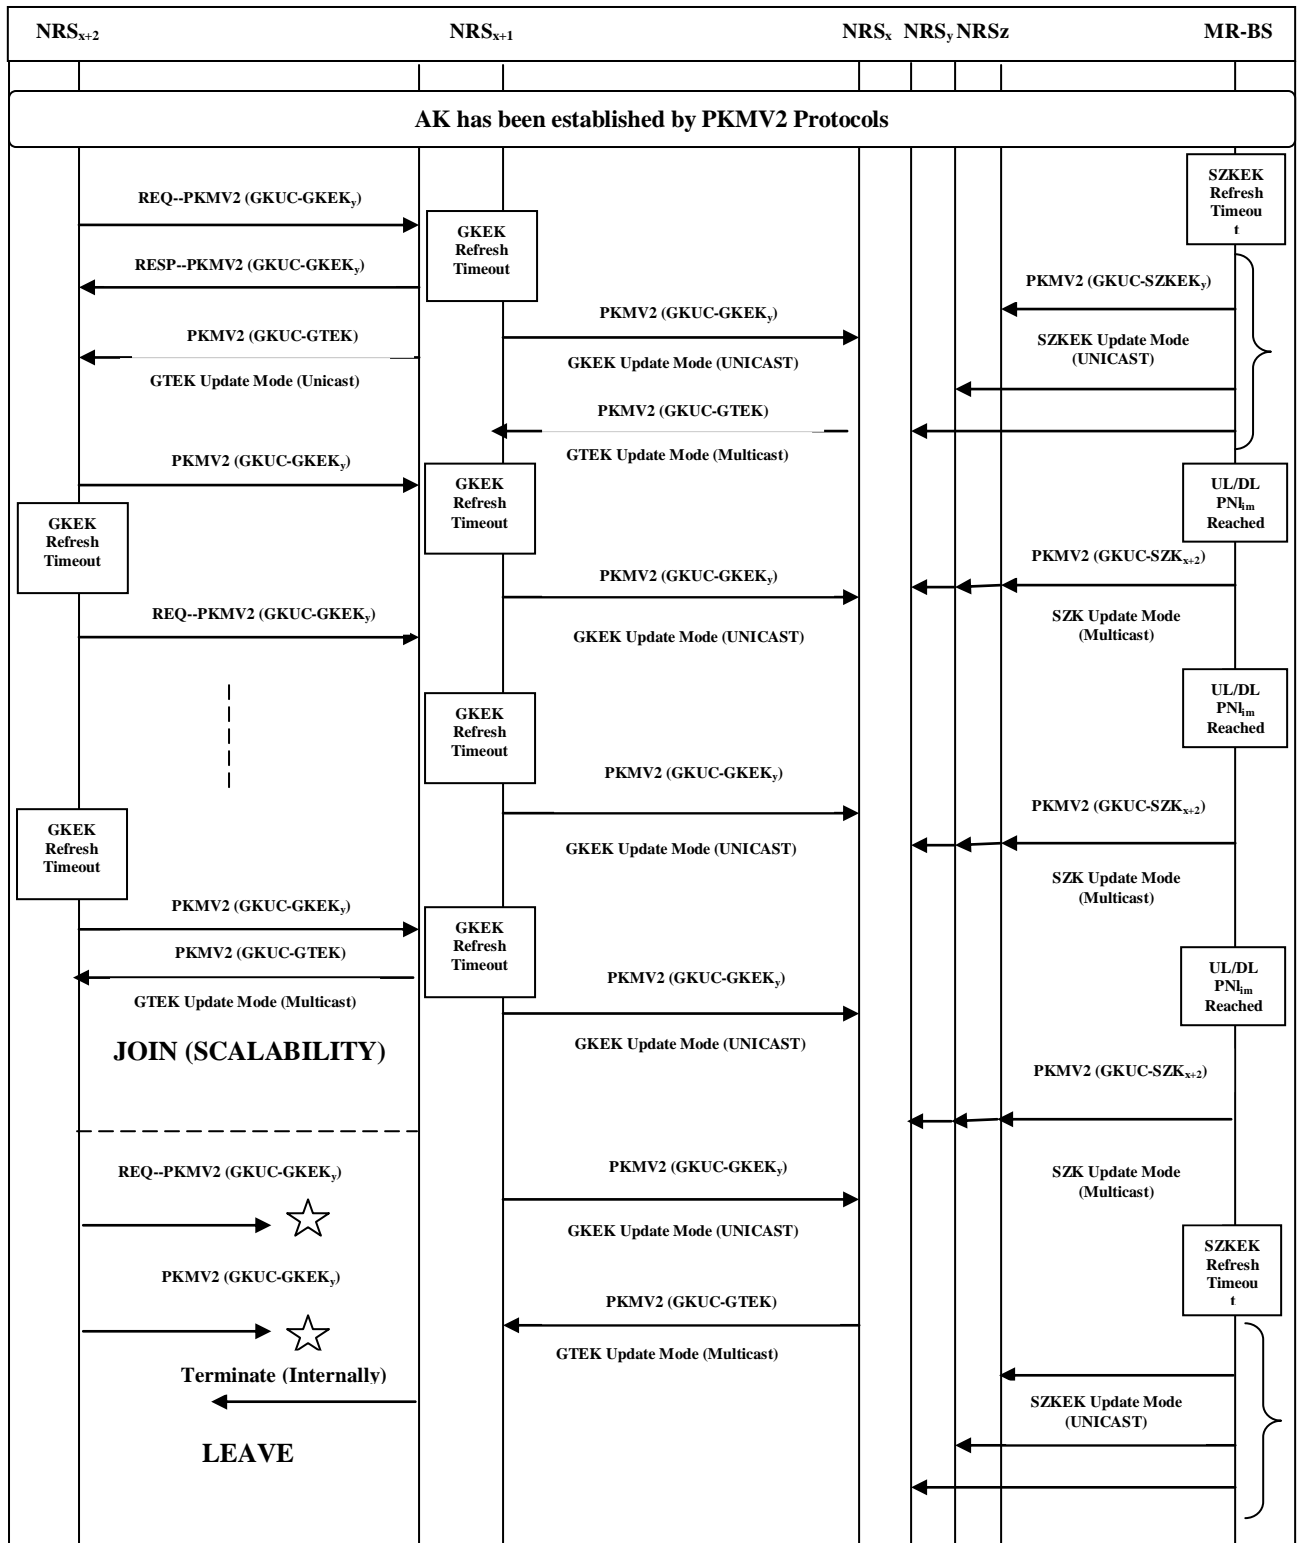 NRSx+2 NRSx+1 NRSx NRSy NRSz MR-BS
AK has been established by PKMV2 Protocols
REQ--PKMV2 (GKUC-GKEKy)
RESP--PKMV2 (GKUC-GKEKy)
PKMV2 (GKUC-GTEK)
GTEK Update Mode (Unicast)
PKMV2 (GKUC-GKEKy)
GKEK
Refresh
Timeout
REQ--PKMV2 (GKUC-GKEKy)
GKEK
Refresh
Timeout
PKMV2 (GKUC-GKEKy)
PKMV2 (GKUC-GTEK)
GTEK Update Mode (Multicast)
JOIN (SCALABILITY)
REQ--PKMV2 (GKUC-GKEKy)
PKMV2 (GKUC-GKEKy)
Terminate (Internally)
LEAVE
GKEK
Refresh
Timeout
PKMV2 (GKUC-GKEKy)
GKEK Update Mode (UNICAST)
PKMV2 (GKUC-GTEK)
GTEK Update Mode (Multicast)
GKEK
Refresh
Timeout
PKMV2 (GKUC-GKEKy)
GKEK Update Mode (UNICAST)
GKEK
Refresh
Timeout
PKMV2 (GKUC-GKEKy)
GKEK Update Mode (UNICAST)
GKEK
Refresh
Timeout
PKMV2 (GKUC-GKEKy)
GKEK Update Mode (UNICAST)
PKMV2 (GKUC-GKEKy)
GKEK Update Mode (UNICAST)
PKMV2 (GKUC-GTEK)
GTEK Update Mode (Multicast)
SZKEK
Refresh
Timeou
t
PKMV2 (GKUC-SZKEKy)
SZKEK Update Mode
(UNICAST)
UL/DL
PNlim
Reached
PKMV2 (GKUC-SZKx+2)
SZK Update Mode
(Multicast)
UL/DL
PNlim
Reached
PKMV2 (GKUC-SZKx+2)
SZK Update Mode
(Multicast)
UL/DL
PNlim
Reached
PKMV2 (GKUC-SZKx+2)
SZK Update Mode
(Multicast)
SZKEK
Refresh
Timeou
t
SZKEK Update Mode
(UNICAST)